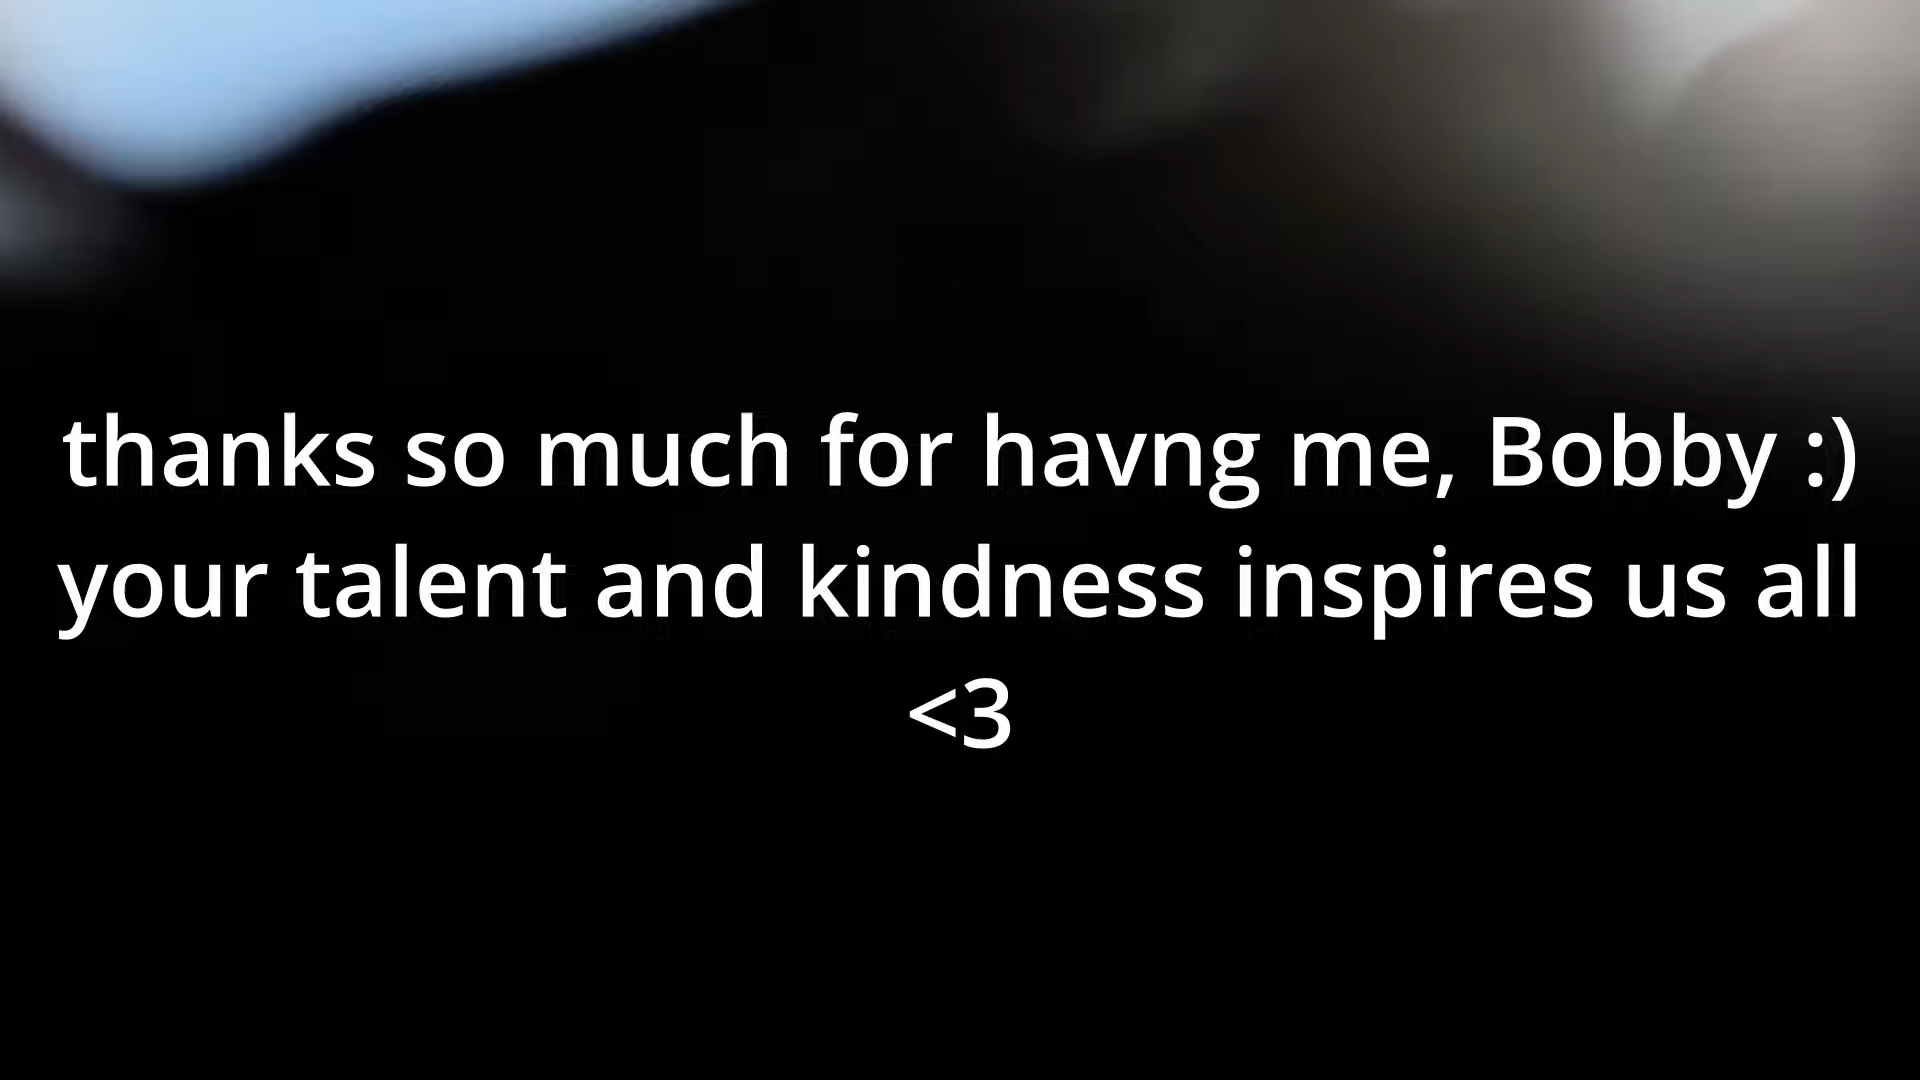 thanks so much for havng me, Bobby :)
your talent and kindness inspires us all
<3